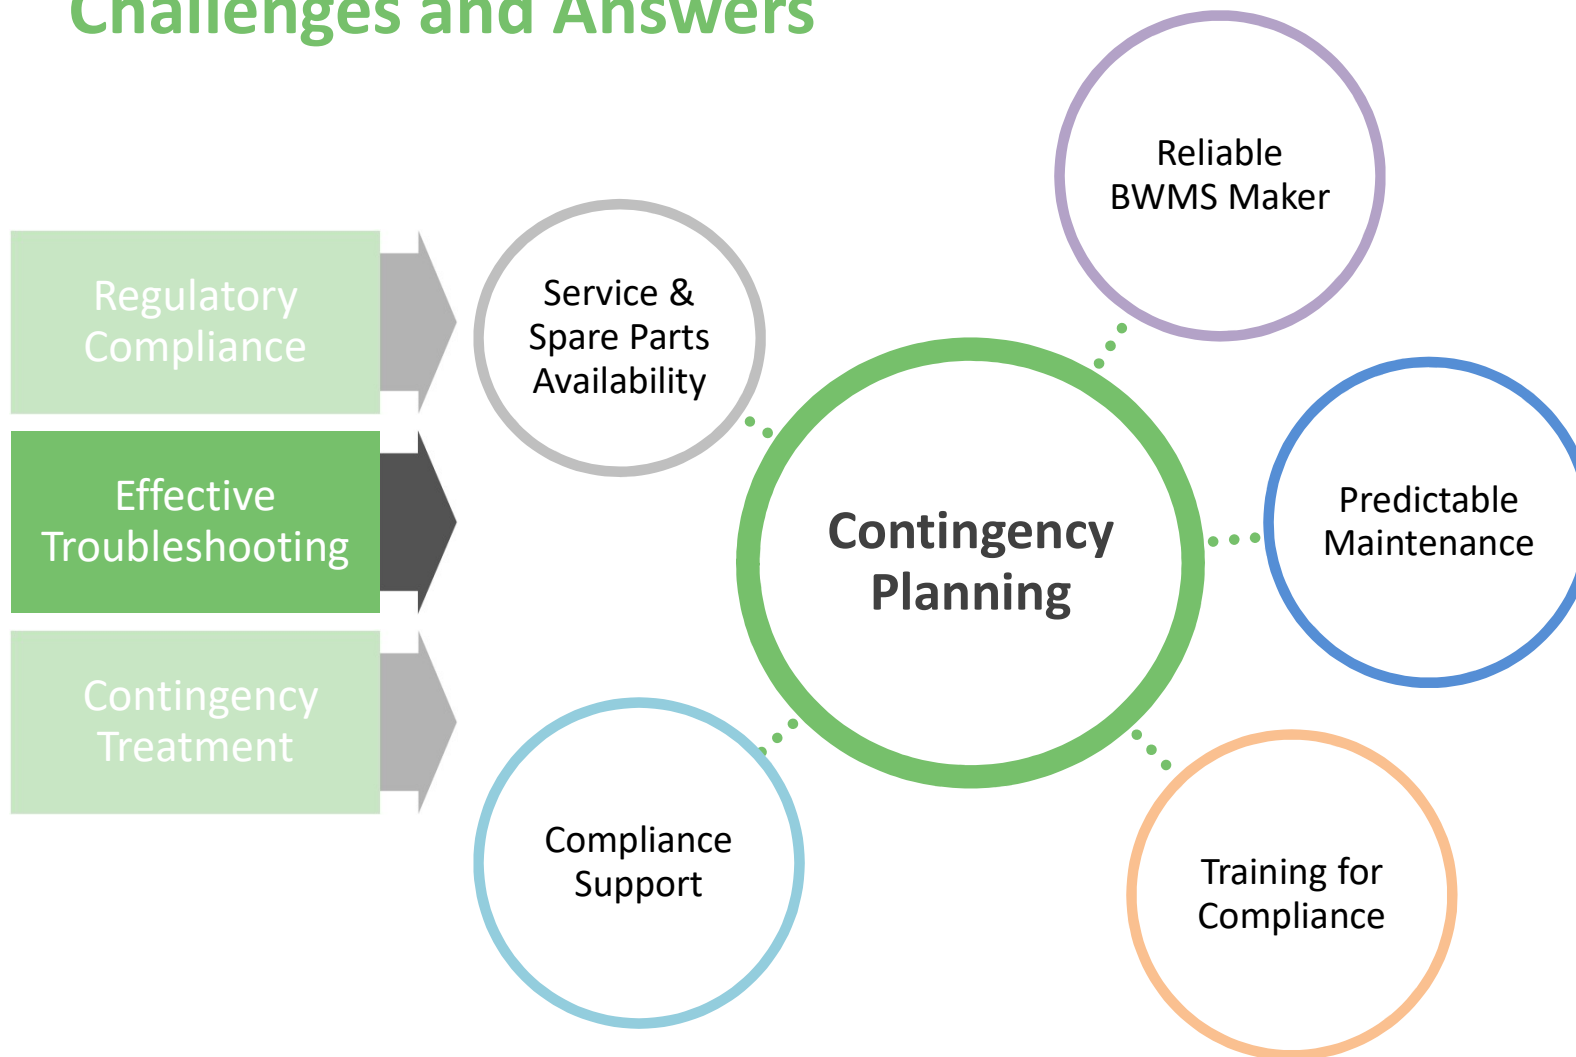 Challenges and Answers
Regulatory
Compliance
Effective
Troubleshooting
Contingency
Treatment
Service &
Spare Parts
Availability
Reliable
BWMS Maker
Contingency
Planning
Predictable
Maintenance
Compliance
Support
Training for
Compliance